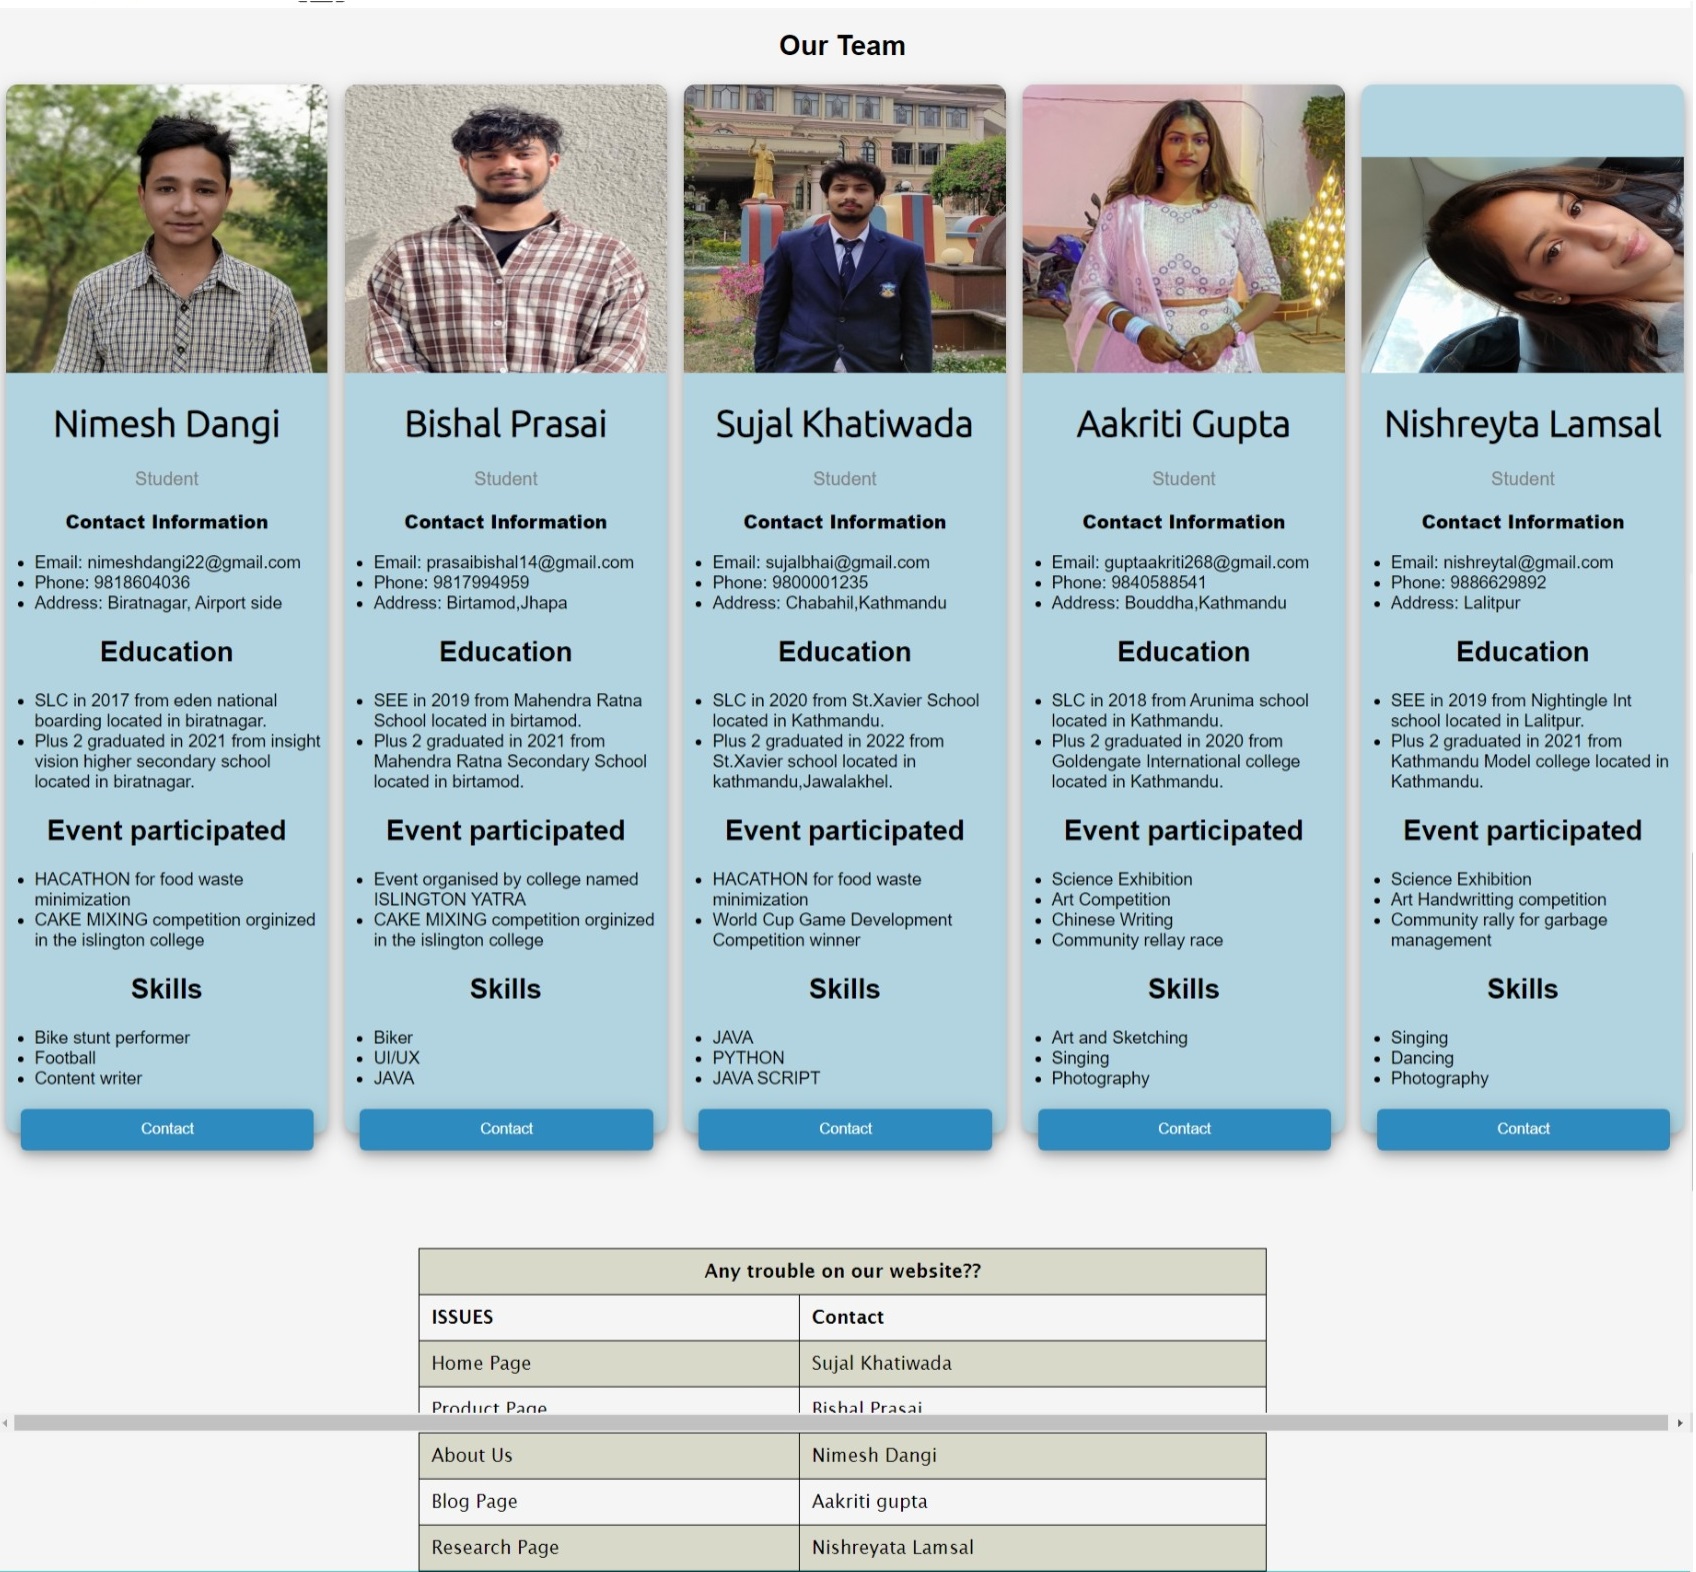 Our Team
Nimesh Dangi
Student
Contact Information
Email: nimeshdangi22@gmail.com
Phone: 9818604036
Address: Biratnagar, Airport side
Education
SLC in 2017 from eden national
boarding located in biratnagar.
Plus 2 graduated in 2021 from insight
vision higher secondary school
located in biratnagar.
Event participated
HACATHON for food waste
minimization
CAKE MIXING competition orginized
in the islington college
Skills
Bike stunt performer
Football
Content writer
Contact
Bishal Prasai
Student
Contact Information
Email: prasaibishal14@gmail.com
Phone: 9817994959
Address: Birtamod,Jhapa
Education
SEE in 2019 from Mahendra Ratna
School located in birtamod.
Plus 2 graduated in 2021 from
Mahendra Ratna Secondary School
located in birtamod.
Event participated
Event organised by college named
ISLINGTON YATRA
CAKE MIXING competition orginized
in the islington college
Skills
Biker
UI/UX
JAVA
Contact
Sujal Khatiwada
Student
Contact Information
Email: sujalbhai@gmail.com
Phone: 9800001235
Address: Chabahil,Kathmandu
Education
SLC in 2020 from St.Xavier School
located in Kathmandu.
Plus 2 graduated in 2022 from
St.Xavier school located in
kathmandu,Jawalakhel.
Event participated
HACATHON for food waste
minimization
World Cup Game Development
Competition winner
Skills
JAVA
PYTHON
JAVA SCRIPT
Contact
Aakriti Gupta
Student
Contact Information
Email: guptaakriti268@gmail.com
Phone: 9840588541
Address: Bouddha,Kathmandu
Education
SLC in 2018 from Arunima school
located in Kathmandu.
Plus 2 graduated in 2020 from
Goldengate International college
located in Kathmandu.
Event participated
Science Exhibition
Art Competition
Chinese Writing
Community rellay race
Skills
Art and Sketching
Singing
Photography
Contact
Nishreyta Lamsal
Student
Contact Information
Email: nishreytal@gmail.com
Phone: 9886629892
Address: Lalitpur
Education
SEE in 2019 from Nightingle Int
school located in Lalitpur.
Plus 2 graduated in 2021 from
Kathmandu Model college located in
Kathmandu.
Event participated
Science Exhibition
Art Handwritting competition
Community rally for garbage
management
Skills
Singing
Dancing
Photography
Contact
Any trouble on our website??
ISSUES Contact
Home Page Sujal Khatiwada
Product Page Bishal Prasai
About Us Nimesh Dangi
Blog Page Aakriti gupta
Research Page Nishreyata Lamsal